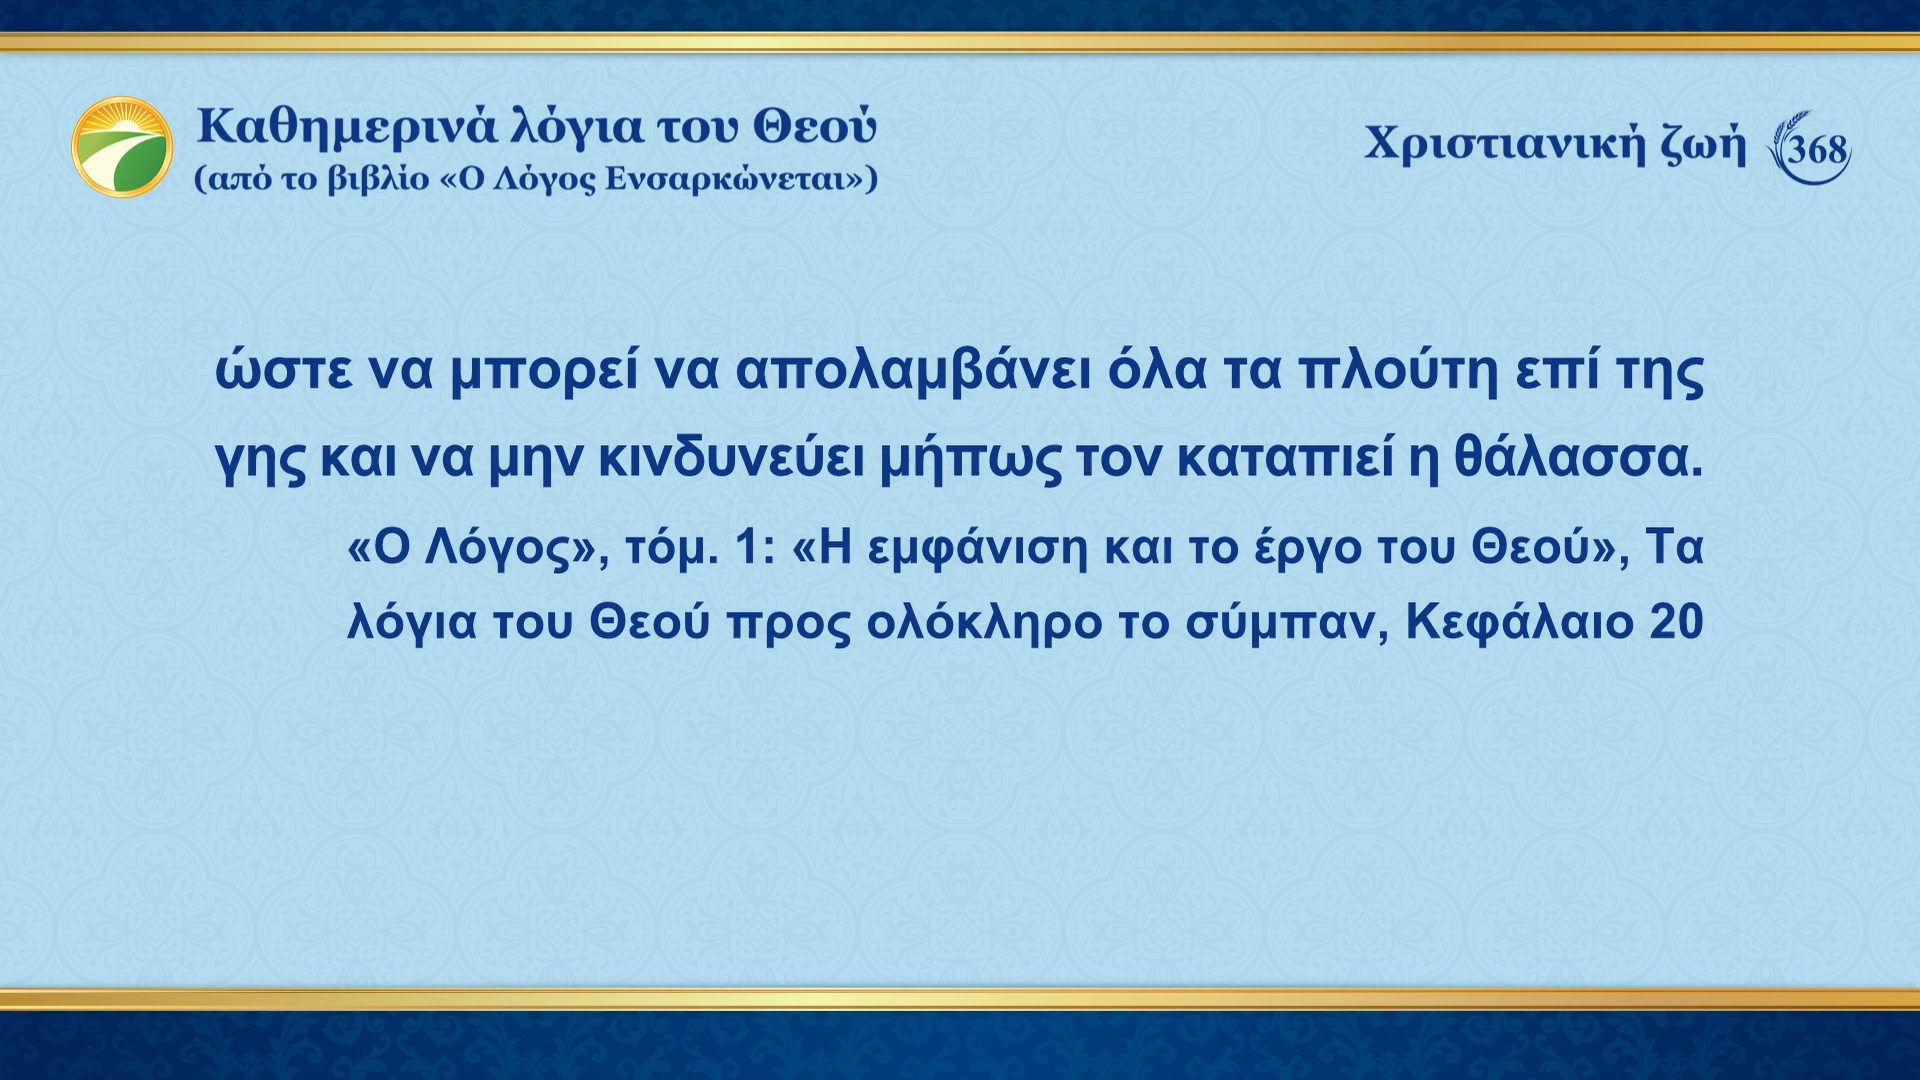 Καθημερινά λόγια του Θεού
(από το βιβλίο «Ο Λόγος Ενσαρκώνεται»)
Χριστιανική ζωή 368
ώστε να μπορεί να απολαμβάνει όλα τα πλούτη επί της
γης και να μην κινδυνεύει μήπως τον καταπιεί η θάλασσα.
«Ο Λόγος», τόμ. 1: «Η εμφάνιση και το έργο του Θεού», Τα
λόγια του Θεού προς ολόκληρο το σύμπαν, Κεφάλαιο 20